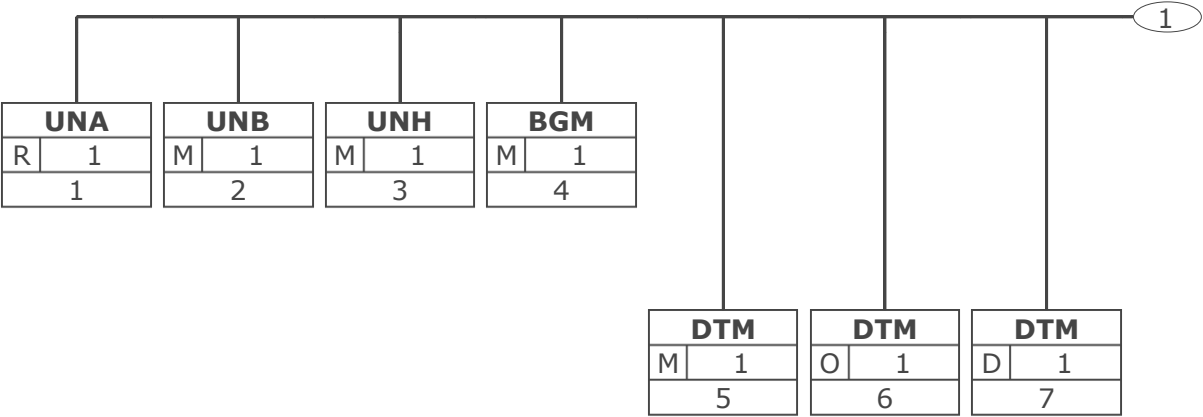 1
UNA UNB UNH BGM
R 1 M 1 M 1 M 1
1 2 3 4
DTM DTM DTM
M 1 O 1 D 1
5 6 7